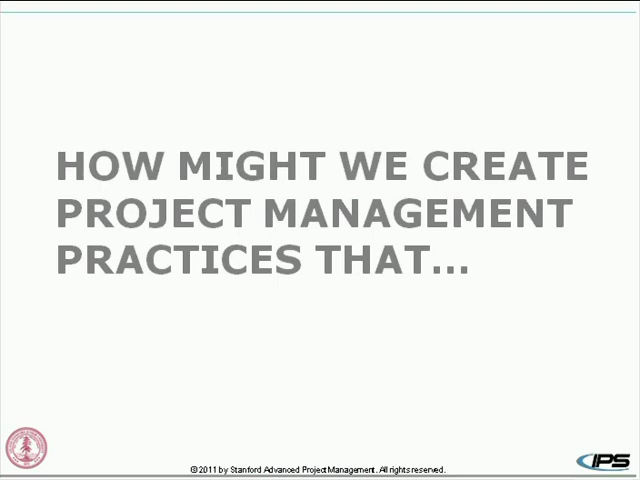 HOW MIGHT WE CREATE
PROJECT MANAGEMENT
PRACTICES THAT...
© 2011 by Stanford Advanced Project Management. All rights reserved.
IPS